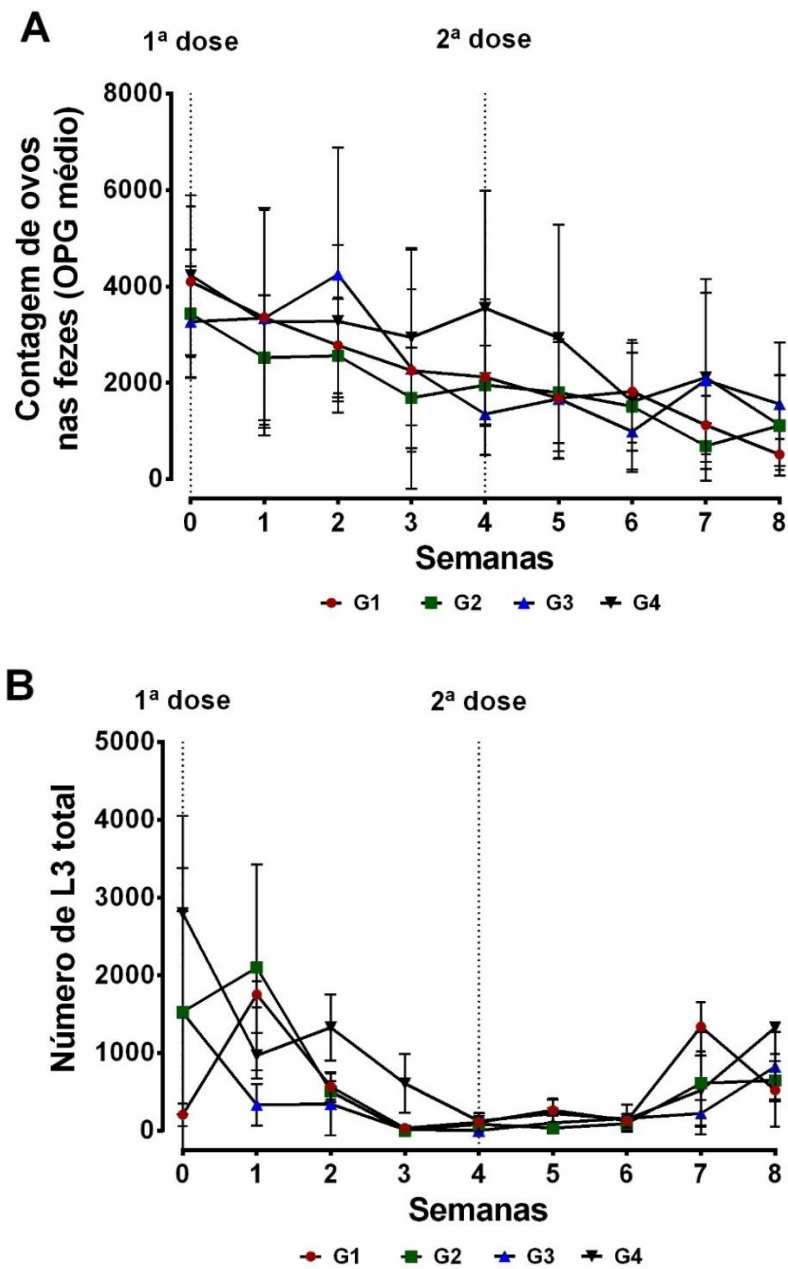 A
1ª dose 2ª dose
8000
6000
4000
2000
0
Contagem de ovos
nas fezes (OPG médio)
0 1 2 3 4 5 6 7 8
Semanas
G1 G2 G3 G4
B
1ª dose 2ª dose
5000
4000
3000
2000
1000
0
Número de L3 total
0 1 2 3 4 5 6 7 8
Semanas
G1 G2 G3 G4